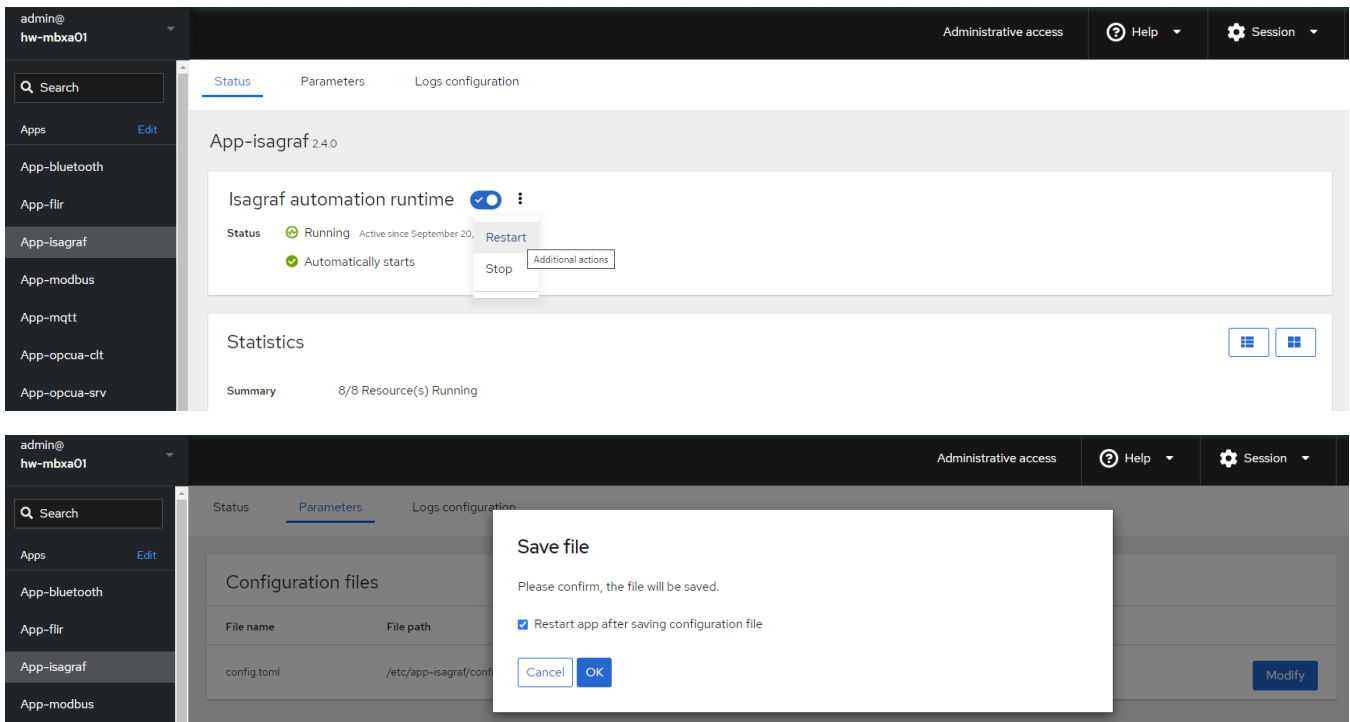 admin@
hw-mbxa01
Administrative access
Help
Session
Search
Status Parameters Logs configuration
Apps Edit
App-isagraf 2.4.0
App-bluetooth
App-flir
Isagraf automation runtime
App-isagraf
Status Running Active since September 20,
Restart
Automatically starts
Additional actions
Stop
App-modbus
App-mqtt
Statistics
App-opcua-clt
App-opcua-srv
Summary 8/8 Resource(s) Running
admin@
hw-mbxa01
Administrative access
Help
Session
Search
Status Parameters Logs configuration
Save file
Apps Edit
Configuration files
Please confirm, the file will be saved.
App-bluetooth
App-flir
File name File path
Restart app after saving configuration file
App-isagraf
config.toml /etc/app-isagraf/confi
Cancel OK
Modify
App-modbus